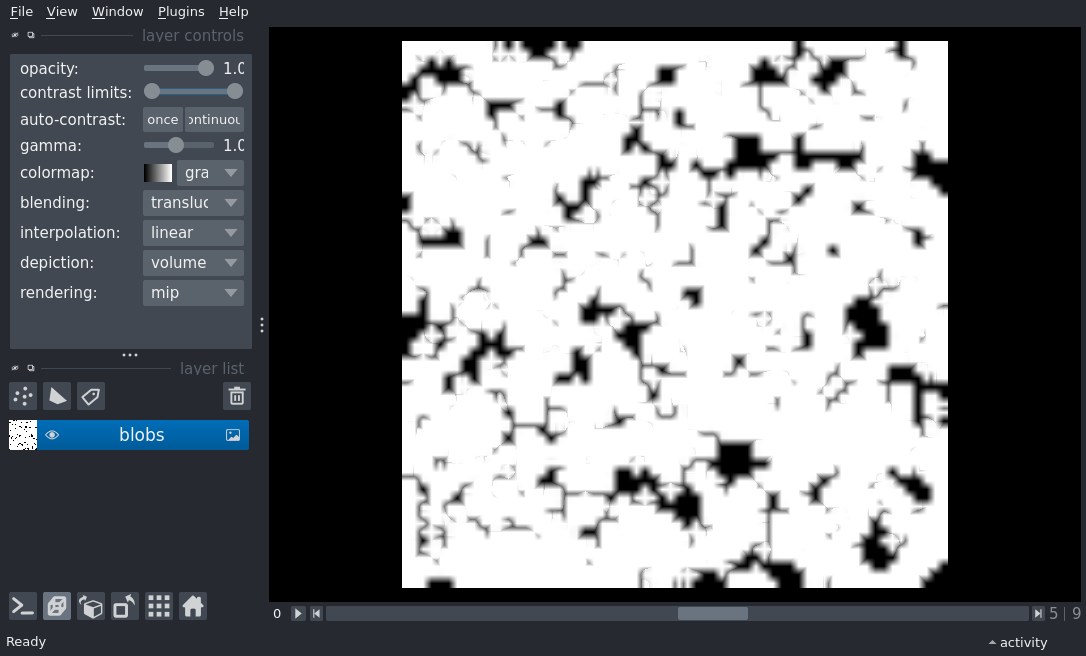 File View Window Plugins Help
layer controls
opacity: 1.0
contrast limits:
auto-contrast: once ontinuou
gamma: 1.0
colormap: gra
blending: transluc
interpolation: linear
depiction: volume
rendering: mip
layer list
blobs
0 5 | 9
Ready activity